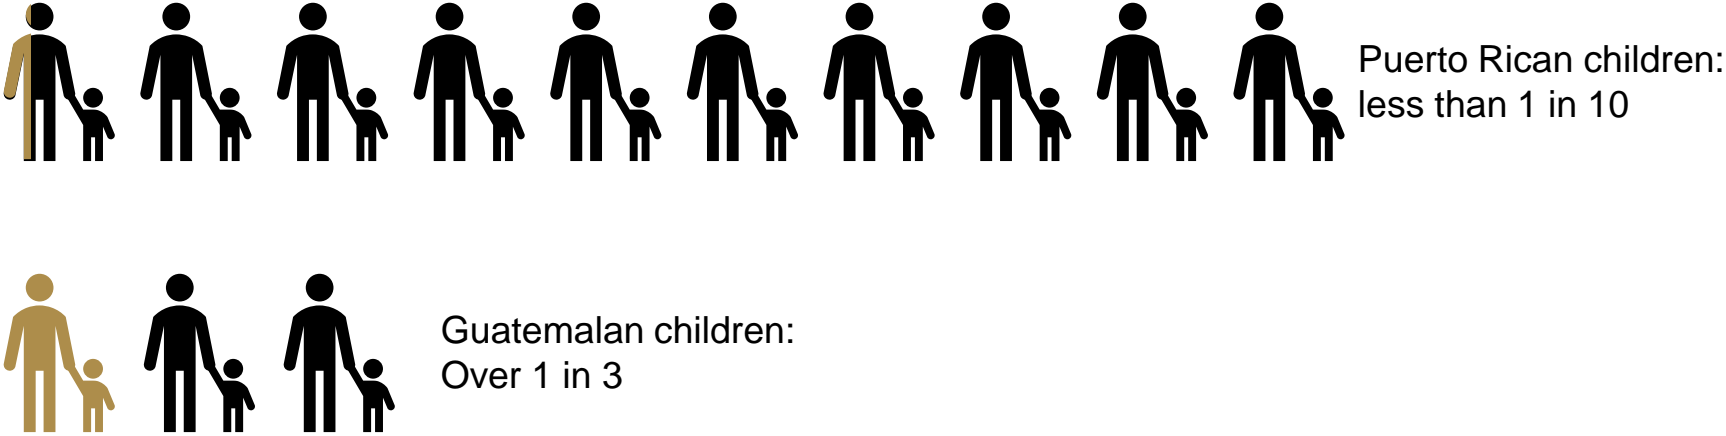 Puerto Rican children:
less than 1 in 10
Guatemalan children:
Over 1 in 3